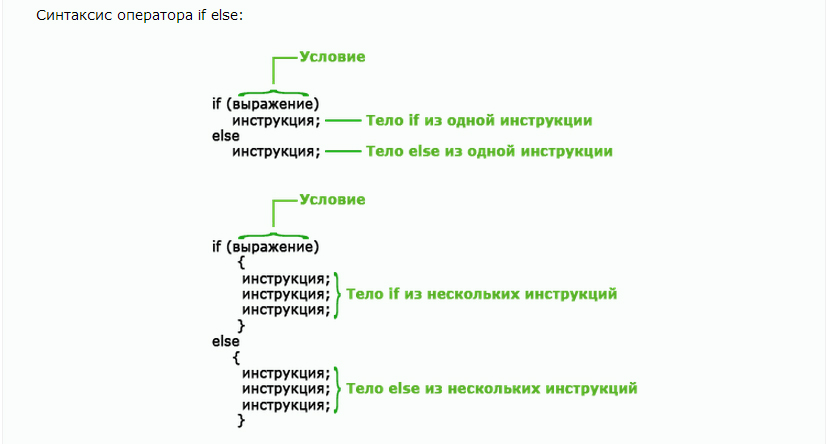 Синтаксис оператора if else:
Условие
if (выражение)
инструкция; Тело if из одной инструкции
else
инструкция; Тело else из одной инструкции
Условие
if (выражение)
{
инструкция;
инструкция; Тело if из нескольких инструкций
инструкция;
}
else
{
инструкция;
инструкция; Тело else из нескольких инструкций
инструкция;
}